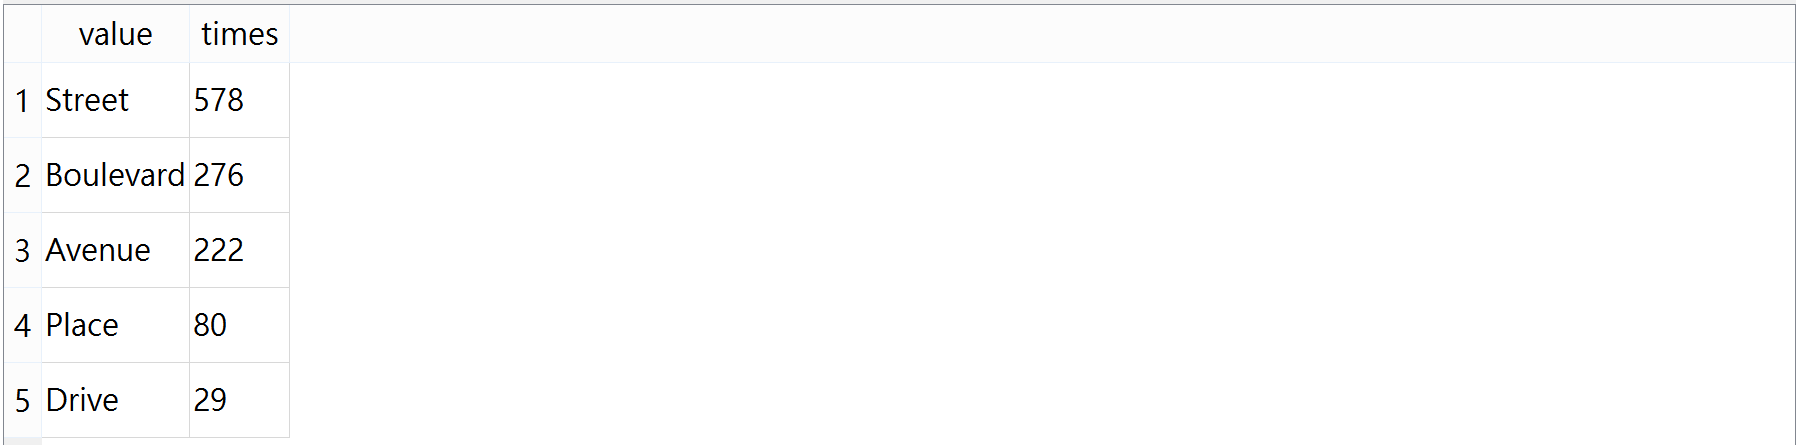 value times
1 Street 578
2 Boulevard 276
3 Avenue 222
4 Place 80
5 Drive 29